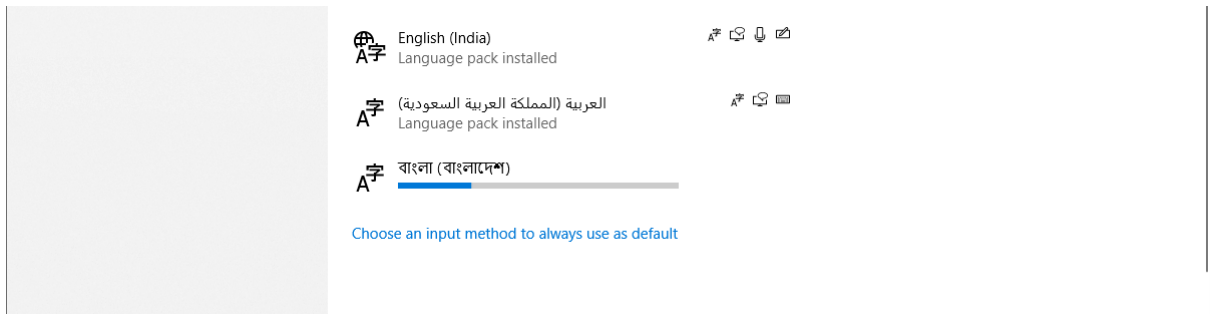 English (India)
Language pack installed
العربية (المملكة العربية السعودية)
Language pack installed
বাংলা (বাংলাদেশ)
Choose an input method to always use as default